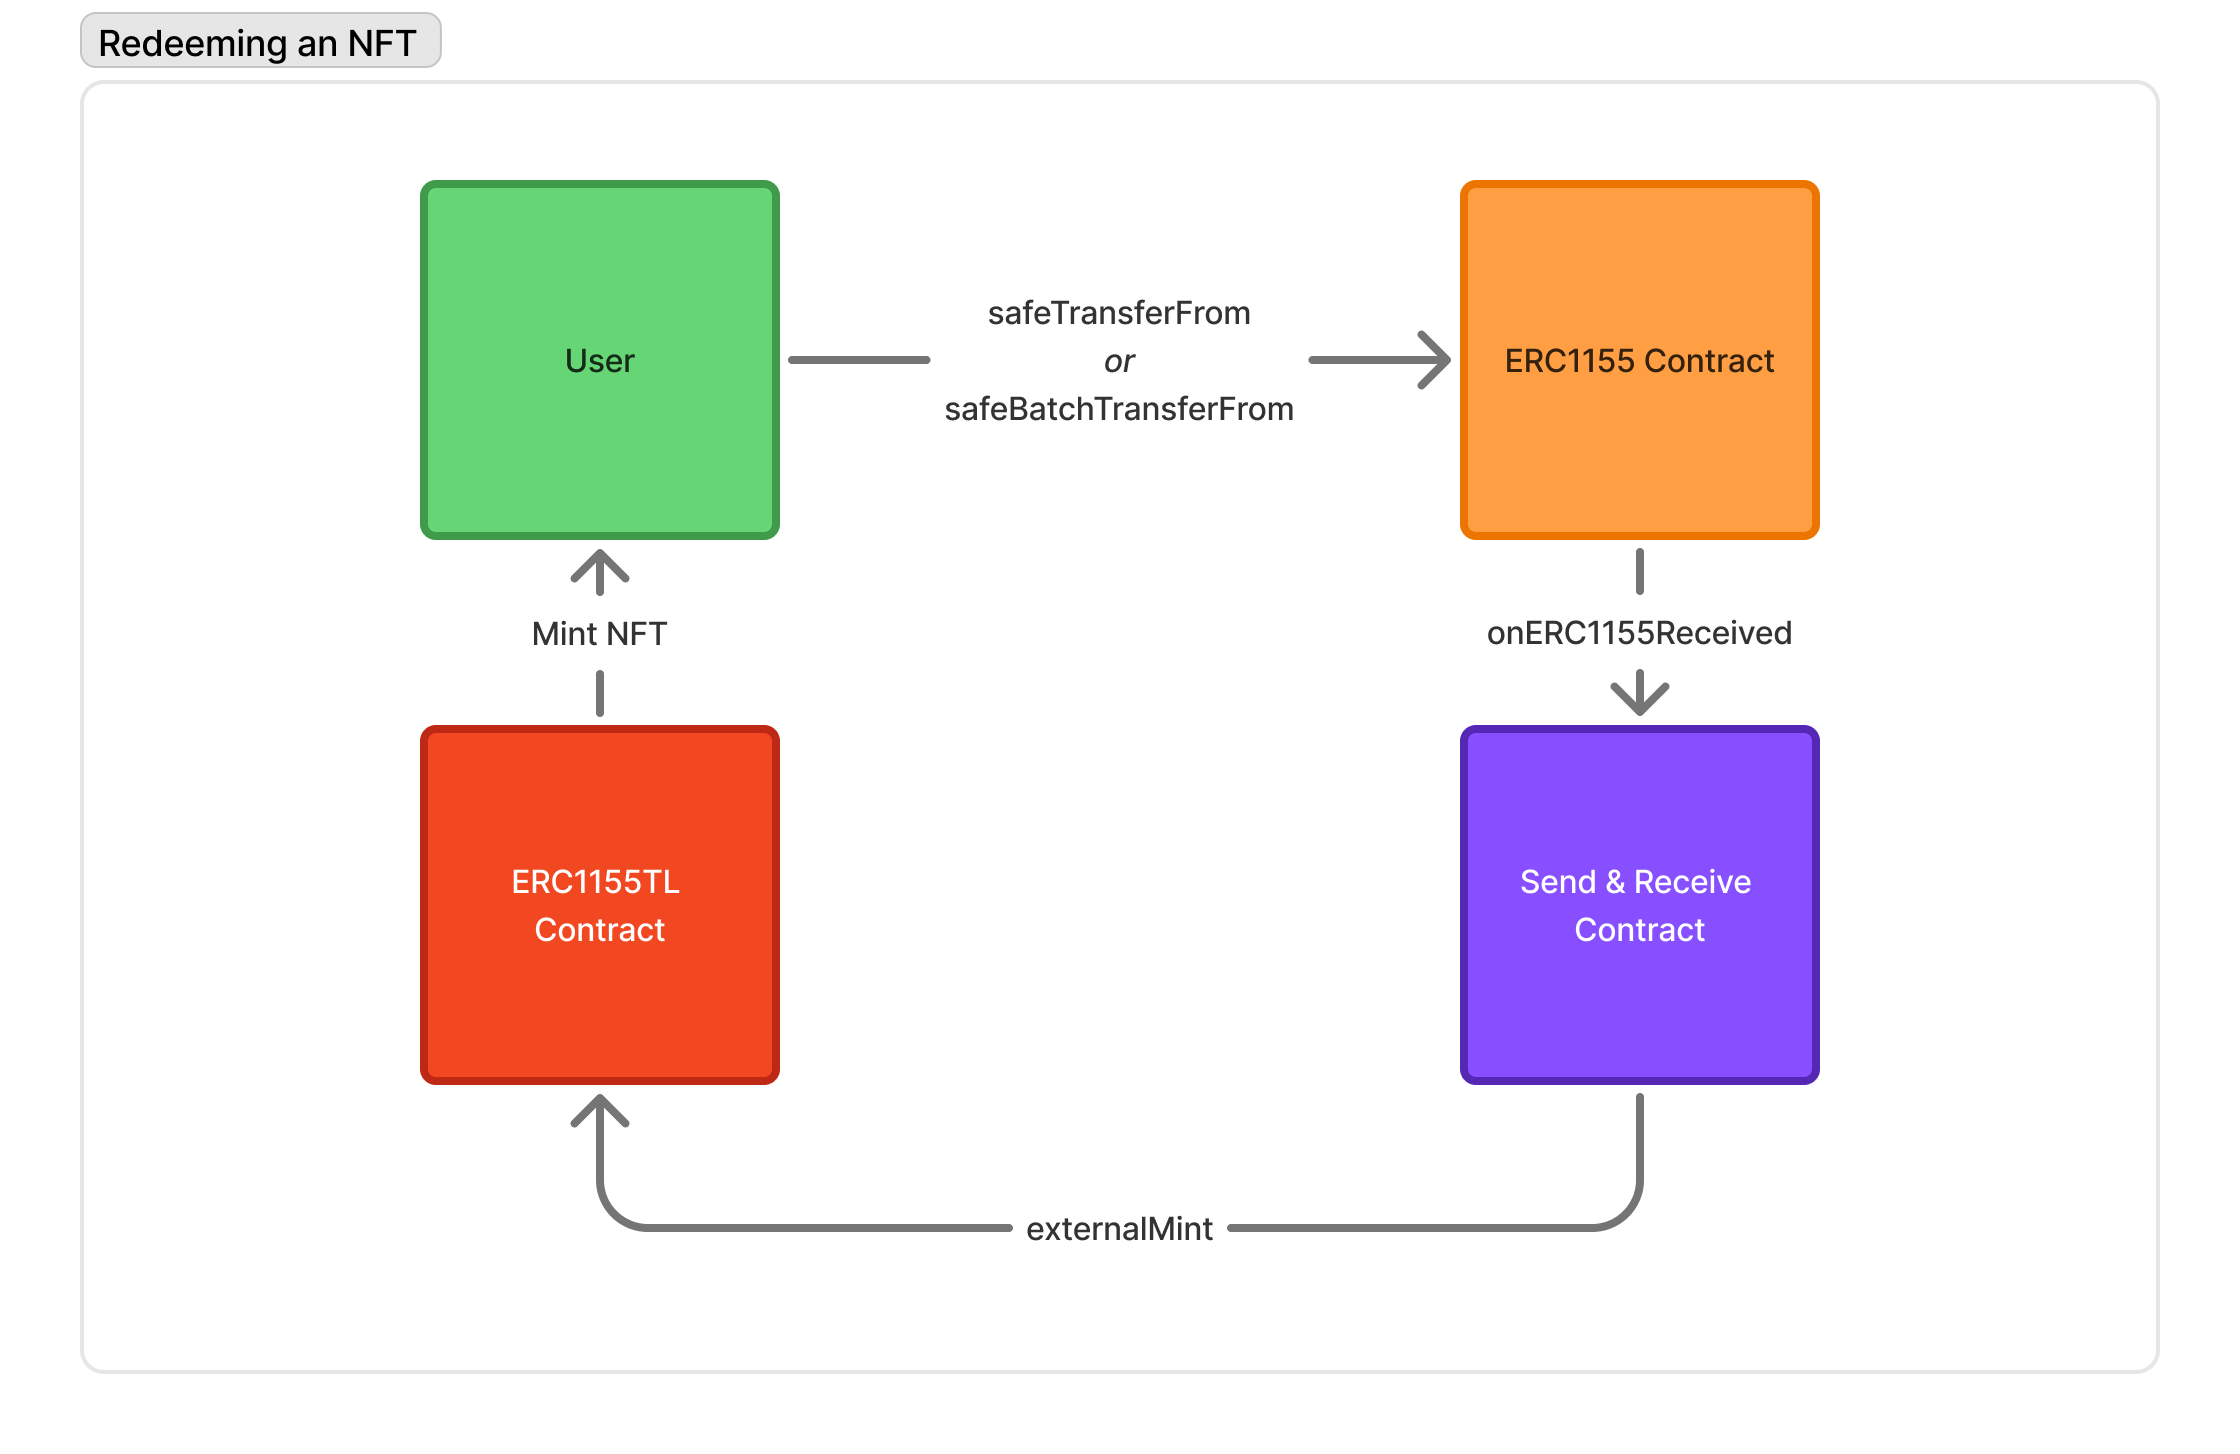 Redeeming an NFT
User
safeTransferFrom
or
safeBatchTransferFrom
ERC1155 Contract
Mint NFT
onERC1155Received
ERC1155TL
Contract
Send & Receive
Contract
externalMint